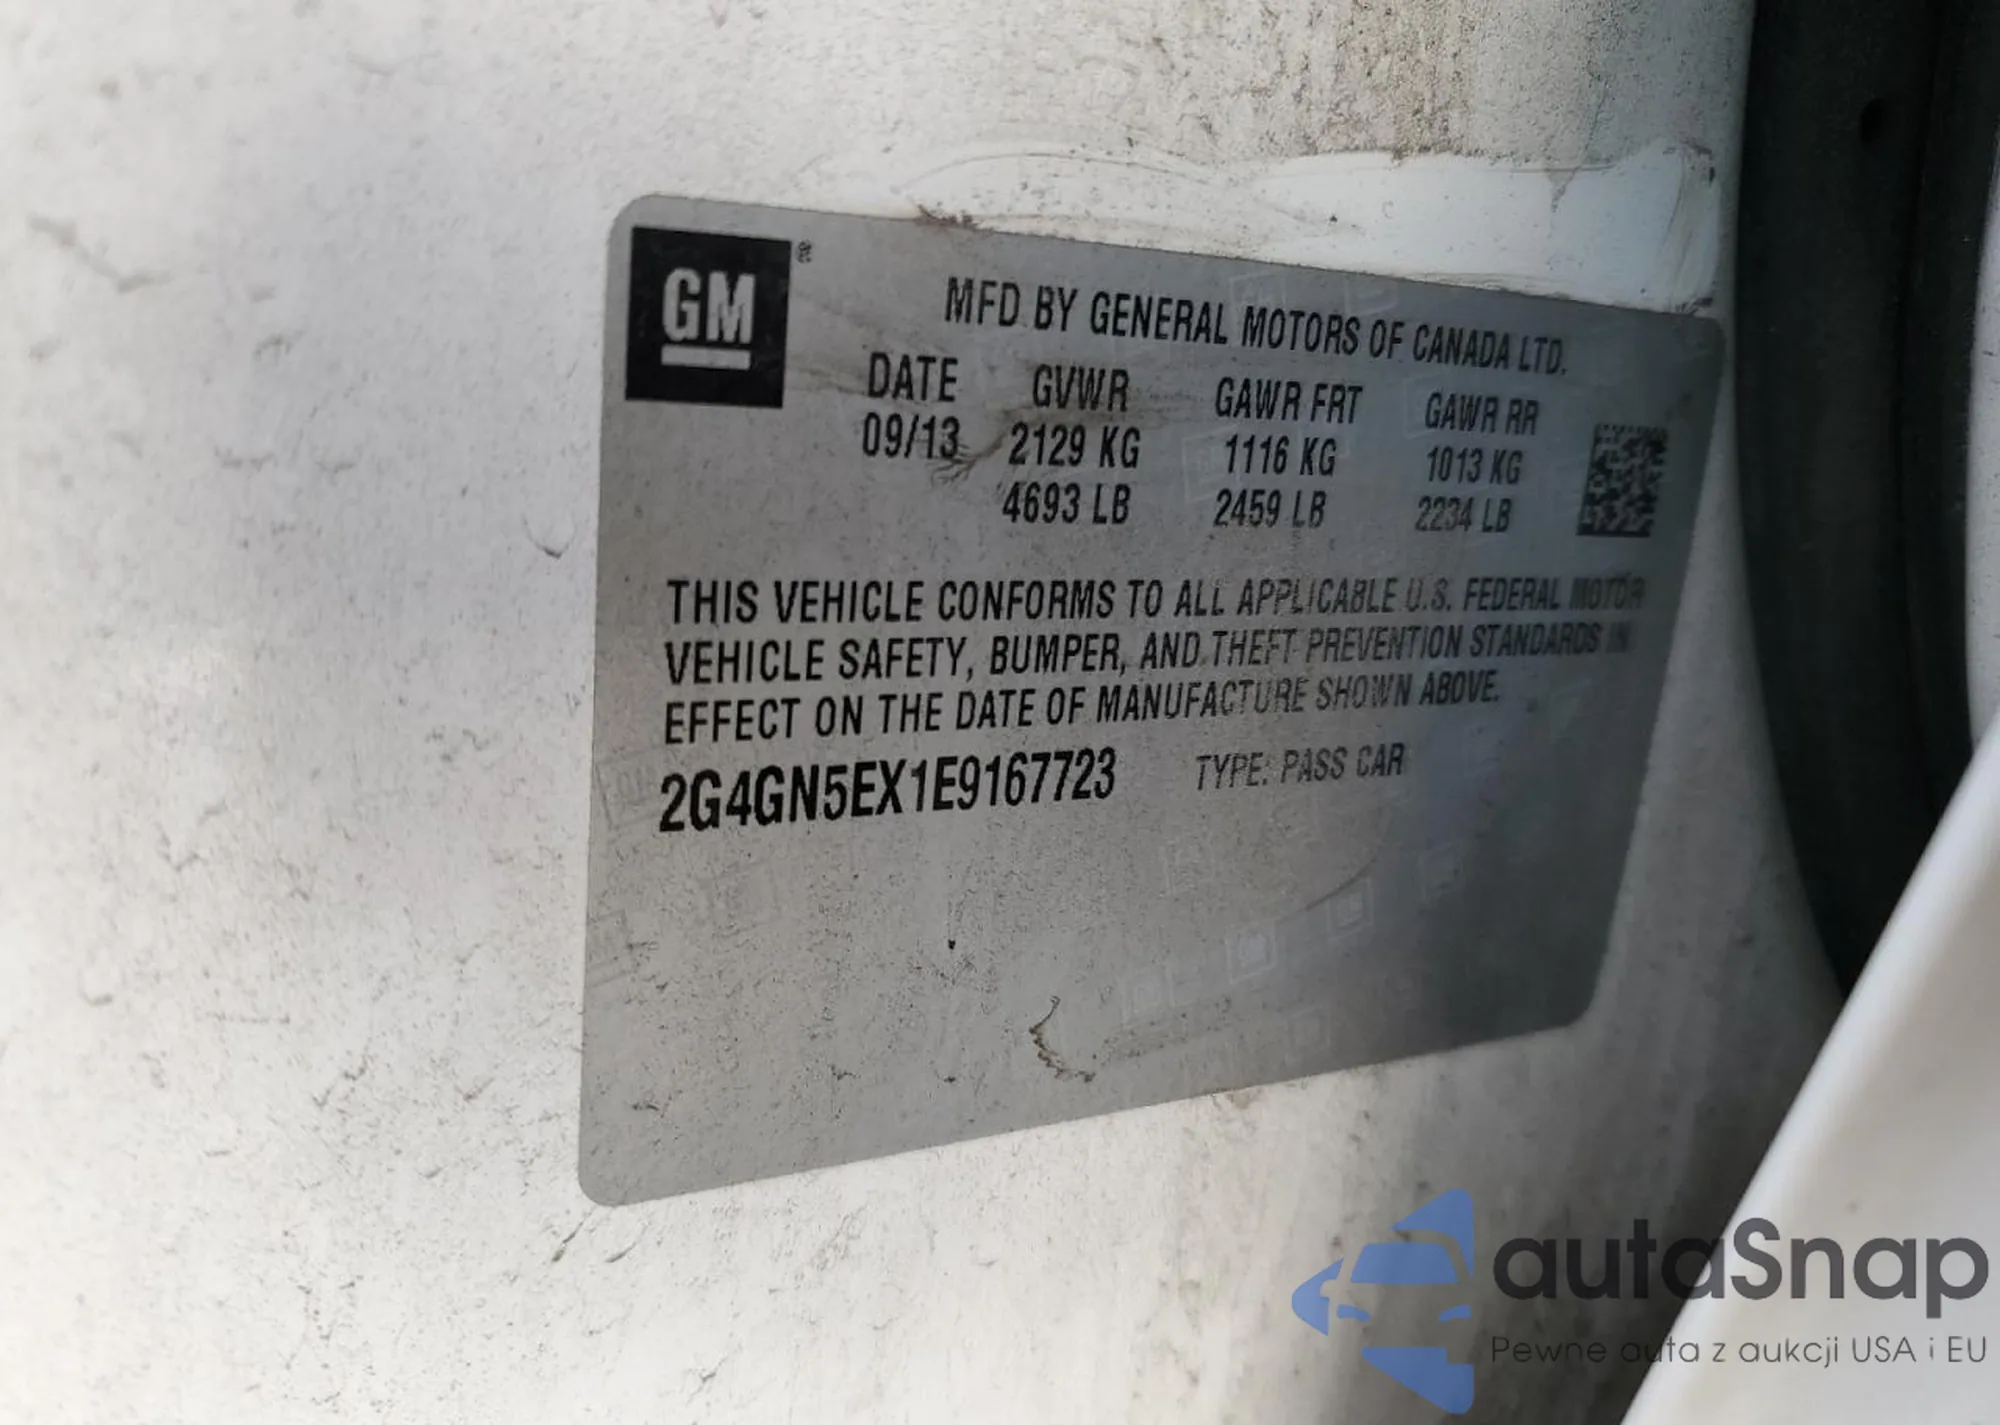 GM
®
MFD BY GENERAL MOTORS OF CANADA LTD.
DATE GVWR GAWR FRT GAWR RR
09/13 2129 KG 1116 KG 1013 KG
4693 LB 2459 LB 2234 LB
THIS VEHICLE CONFORMS TO ALL APPLICABLE U.S. FEDERAL MOTOR
VEHICLE SAFETY, BUMPER, AND THEFT PREVENTION STANDARDS IN
EFFECT ON THE DATE OF MANUFACTURE SHOWN ABOVE.
2G4GN5EX1E9167723 TYPE: PASS CAR
autaSnap
Pewne auta z aukcji USA i EU